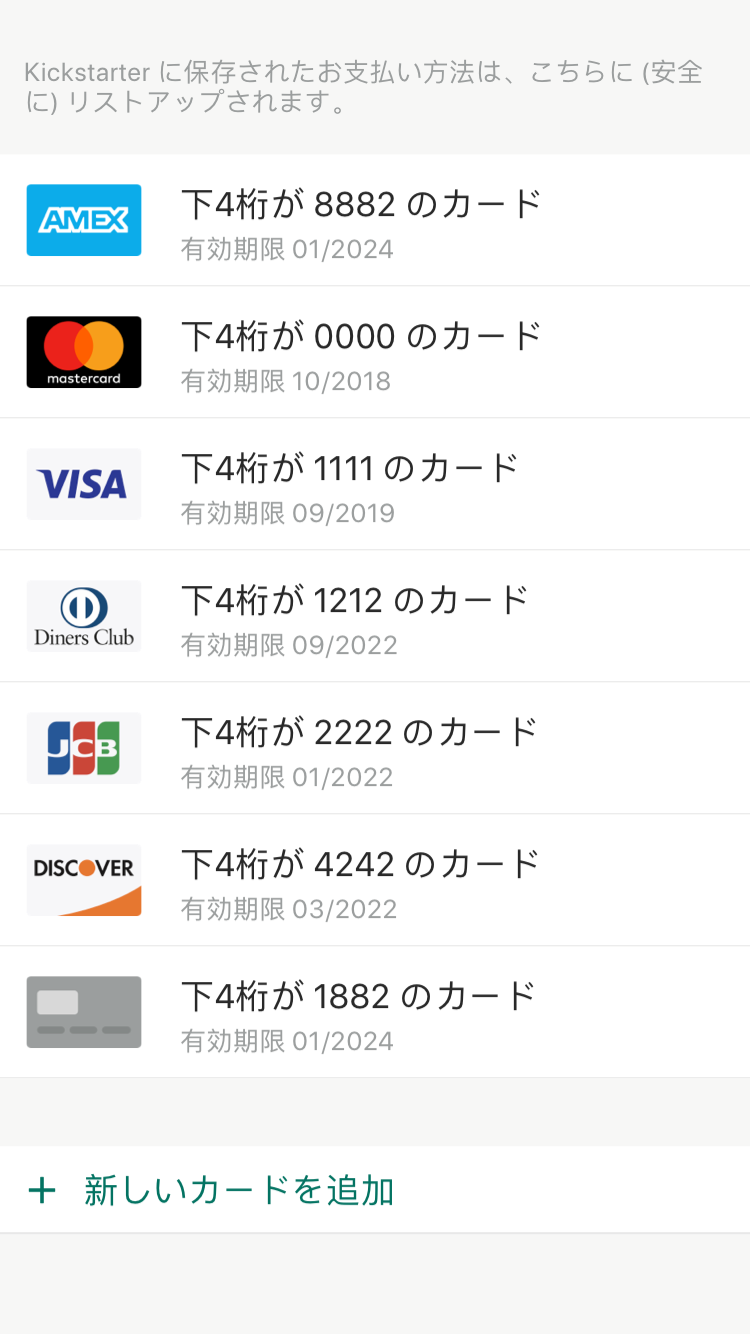 Kickstarter に保存されたお支払い方法は、こちらに (安全
に) リストアップされます。
AMEX
下4桁が 8882 のカード
有効期限 01/2024
mastercard
下4桁が 0000 のカード
有効期限 10/2018
VISA
下4桁が 1111 のカード
有効期限 09/2019
Diners Club
下4桁が 1212 のカード
有効期限 09/2022
JCB
下4桁が 2222 のカード
有効期限 01/2022
DISCOVER
下4桁が 4242 のカード
有効期限 03/2022
下4桁が 1882 のカード
有効期限 01/2024
+ 新しいカードを追加